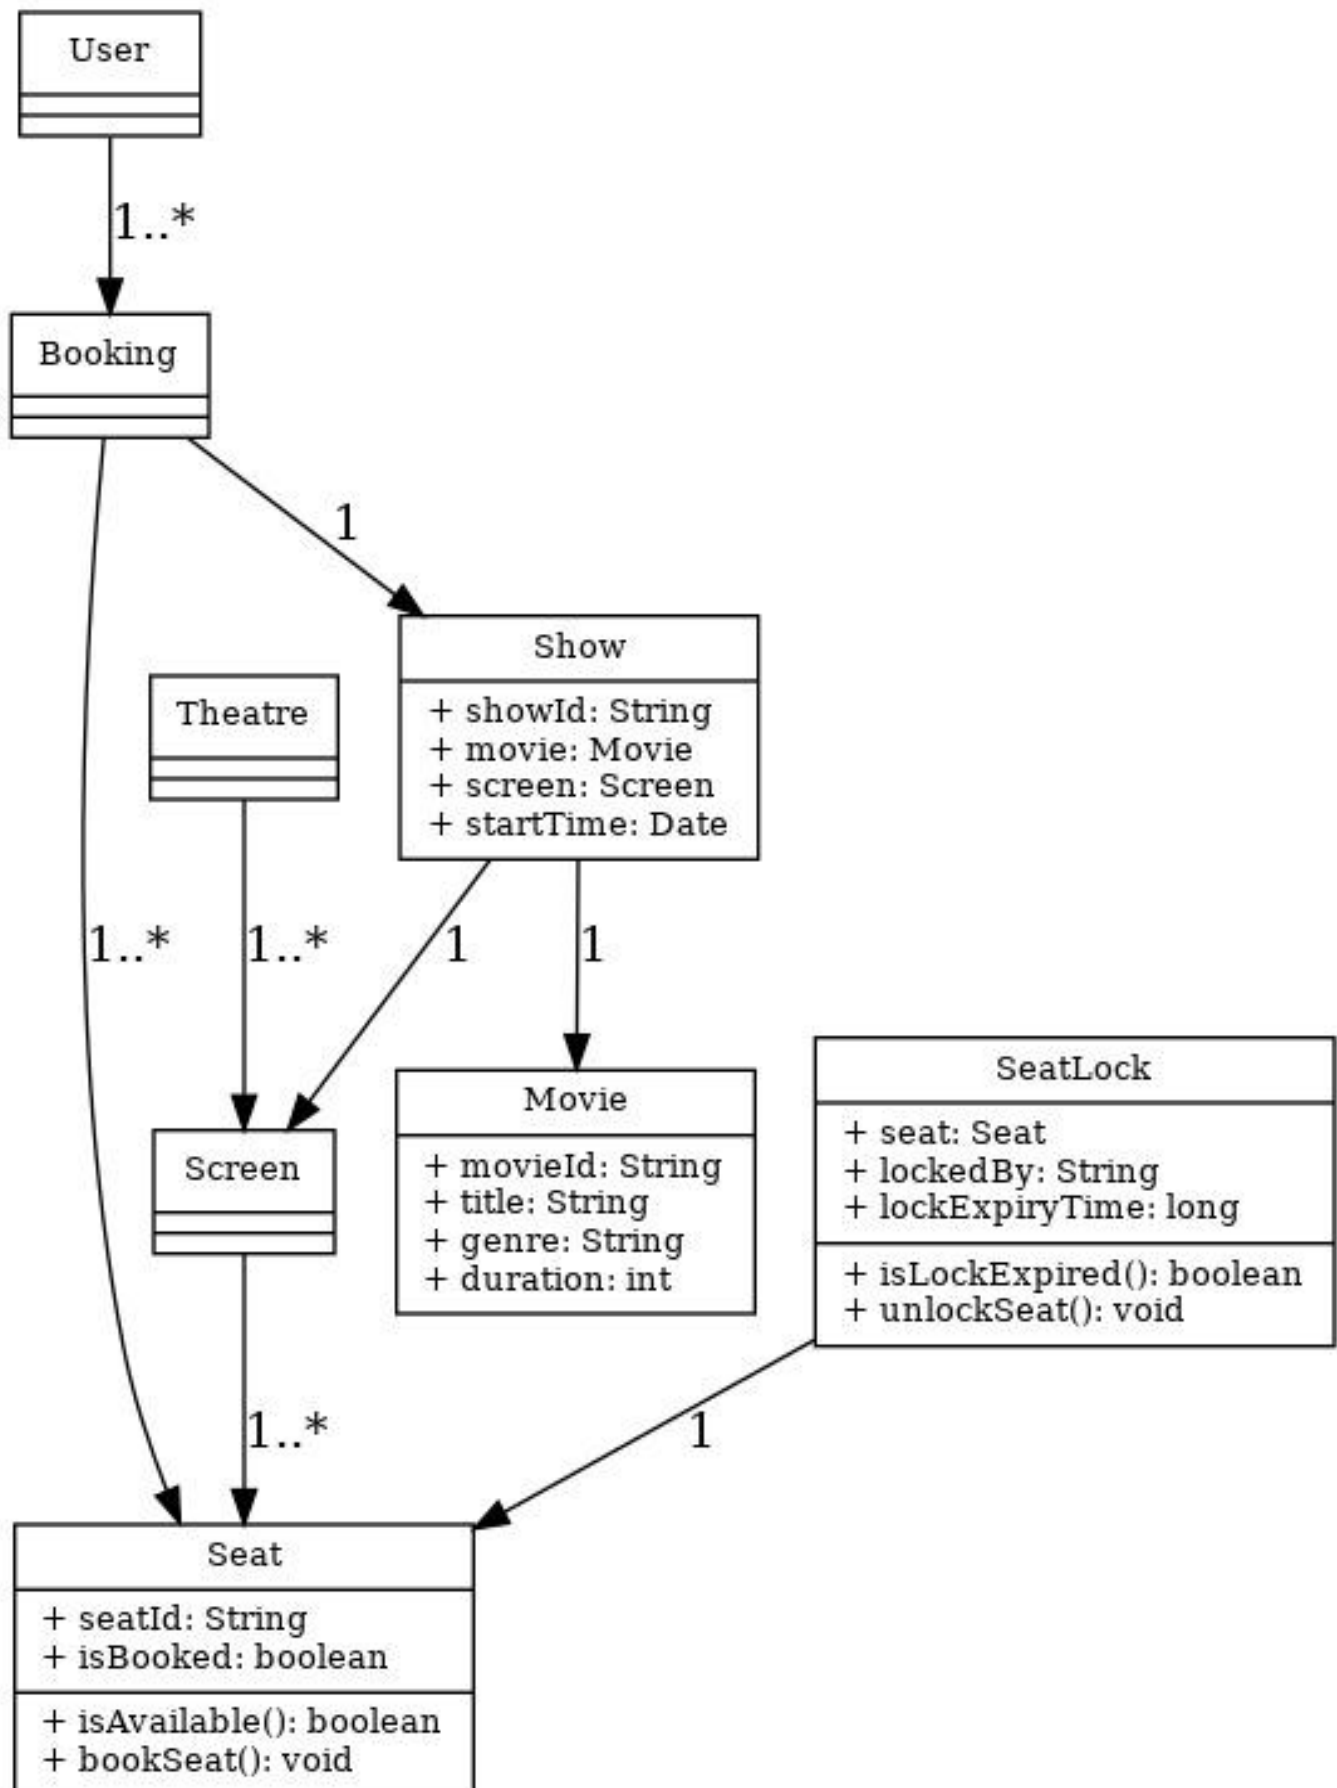 User
1..*
Booking
1
Show
+ showId: String
+ movie: Movie
+ screen: Screen
+ startTime: Date
Theatre
1..*
1..*
1
1
Screen
Movie
+ movieId: String
+ title: String
+ genre: String
+ duration: int
SeatLock
+ seat: Seat
+ lockedBy: String
+ lockExpiryTime: long
+ isLockExpired(): boolean
+ unlockSeat(): void
1..*
1
Seat
+ seatId: String
+ isBooked: boolean
+ isAvailable(): boolean
+ bookSeat(): void